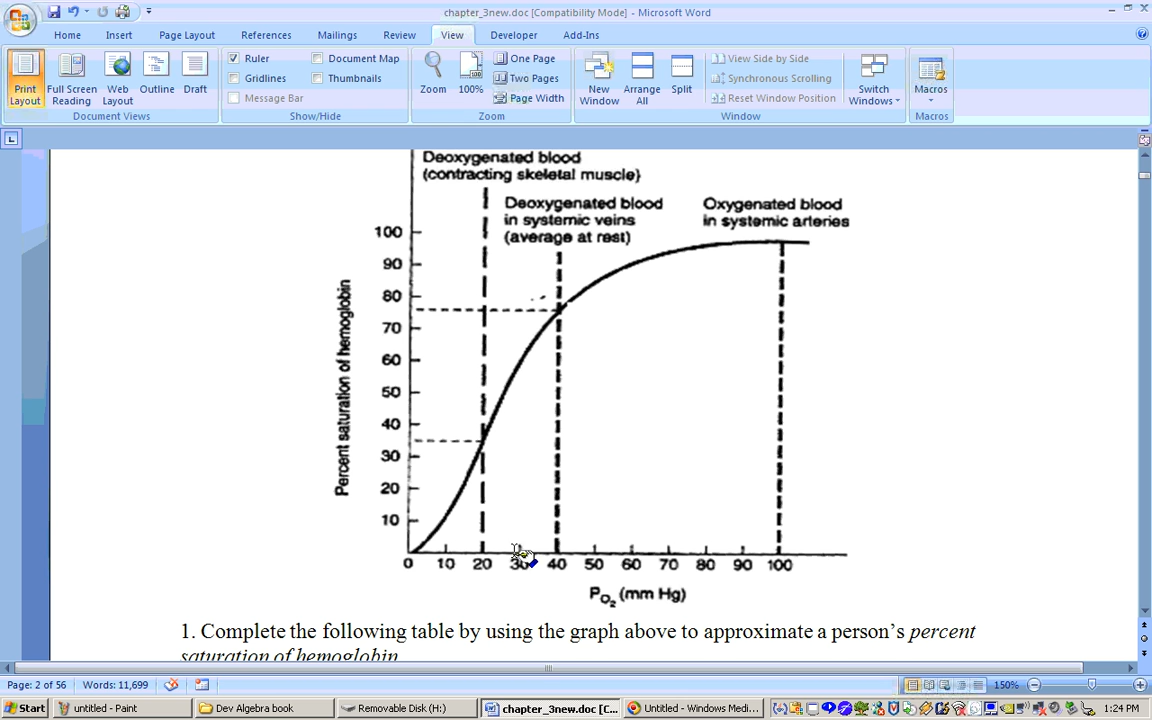 chapter_3new.doc [Compatibility Mode] - Microsoft Word
Home Insert Page Layout References Mailings Review View Developer Add-Ins
Print Layout
Full Screen Reading
Web Layout
Outline
Draft
Document Views
Ruler
Gridlines
Message Bar
Document Map
Thumbnails
Show/Hide
Zoom
100%
One Page
Two Pages
Page Width
Zoom
New Window
Arrange All
Split
View Side by Side
Synchronous Scrolling
Reset Window Position
Switch Windows
Window
Macros
Macros
Deoxygenated blood
(contracting skeletal muscle)
Deoxygenated blood
in systemic veins
(average at rest)
Oxygenated blood
in systemic arteries
Percent saturation of hemoglobin
100
90
80
70
60
50
40
30
20
10
0 10 20 30 40 50 60 70 80 90 100
PO2 (mm Hg)
1. Complete the following table by using the graph above to approximate a person's percent
saturation of hemoglobin
Page: 2 of 56 Words: 11,699 150%
Start untitled - Paint Dev Algebra book Removable Disk (H:) chapter_3new.doc [C... Untitled - Windows Medi... 1:24 PM